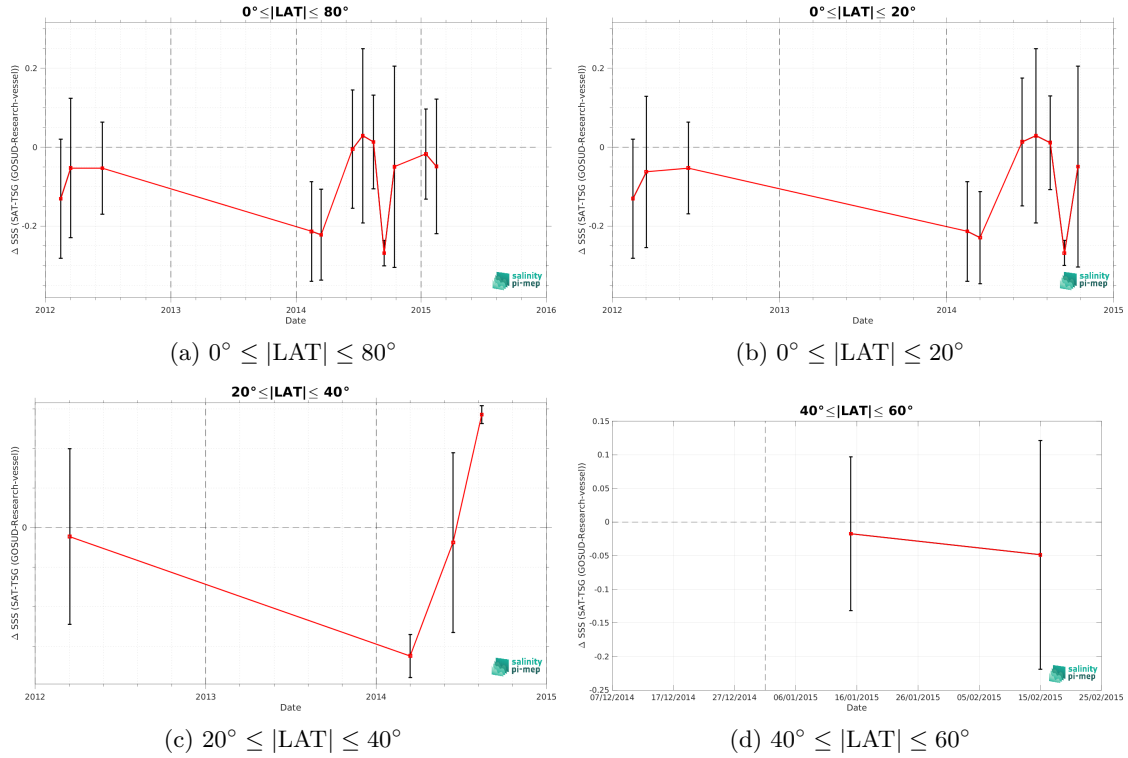 0°≤|LAT|≤ 80°
Δ SSS (SAT-TSG (GOSUD-Research-vessel))
0.2
0
-0.2
2012
2013
2014
2015
2016
Date
salinity
pi-mep
(a) 0° ≤ |LAT| ≤ 80°
0°≤|LAT|≤ 20°
Δ SSS (SAT-TSG (GOSUD-Research-vessel))
0.2
0
-0.2
2012
2013
2014
2015
Date
salinity
pi-mep
(b) 0° ≤ |LAT| ≤ 20°
20°≤|LAT|≤ 40°
Δ SSS (SAT-TSG (GOSUD-Research-vessel))
0
2012
2013
2014
2015
Date
salinity
pi-mep
(c) 20° ≤ |LAT| ≤ 40°
40°≤|LAT|≤ 60°
Δ SSS (SAT-TSG (GOSUD-Research-vessel))
0.15
0.1
0.05
0
-0.05
-0.1
-0.15
-0.2
-0.25
07/12/2014
17/12/2014
27/12/2014
06/01/2015
16/01/2015
26/01/2015
05/02/2015
15/02/2015
25/02/2015
Date
salinity
pi-mep
(d) 40° ≤ |LAT| ≤ 60°